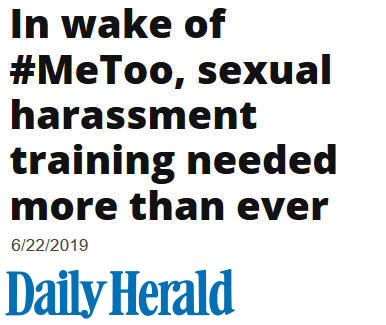 In wake of
#MeToo, sexual
harassment
training needed
more than ever
6/22/2019
Daily Herald